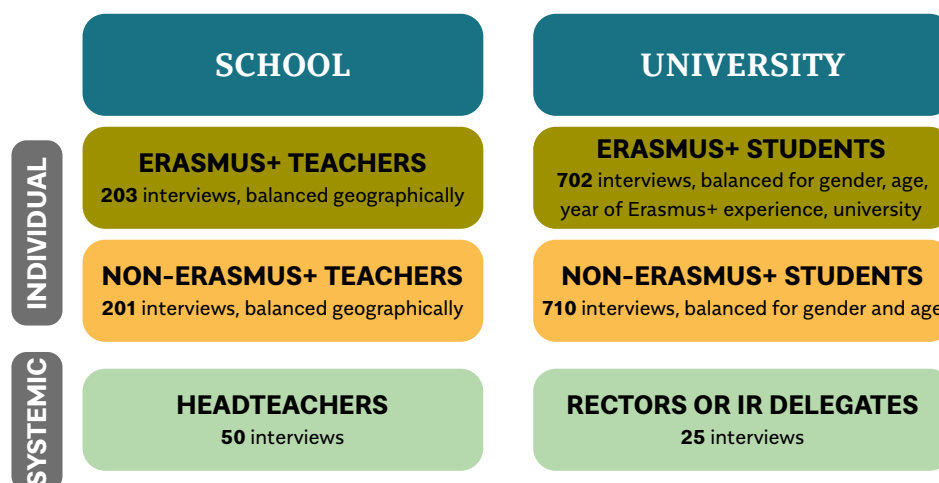 SCHOOL
UNIVERSITY
INDIVIDUAL
ERASMUS+ TEACHERS
203 interviews, balanced geographically
ERASMUS+ STUDENTS
702 interviews, balanced for gender, age,
year of Erasmus+ experience, university
NON-ERASMUS+ TEACHERS
201 interviews, balanced geographically
NON-ERASMUS+ STUDENTS
710 interviews, balanced for gender and age
SYSTEMIC
HEADTEACHERS
50 interviews
RECTORS OR IR DELEGATES
25 interviews